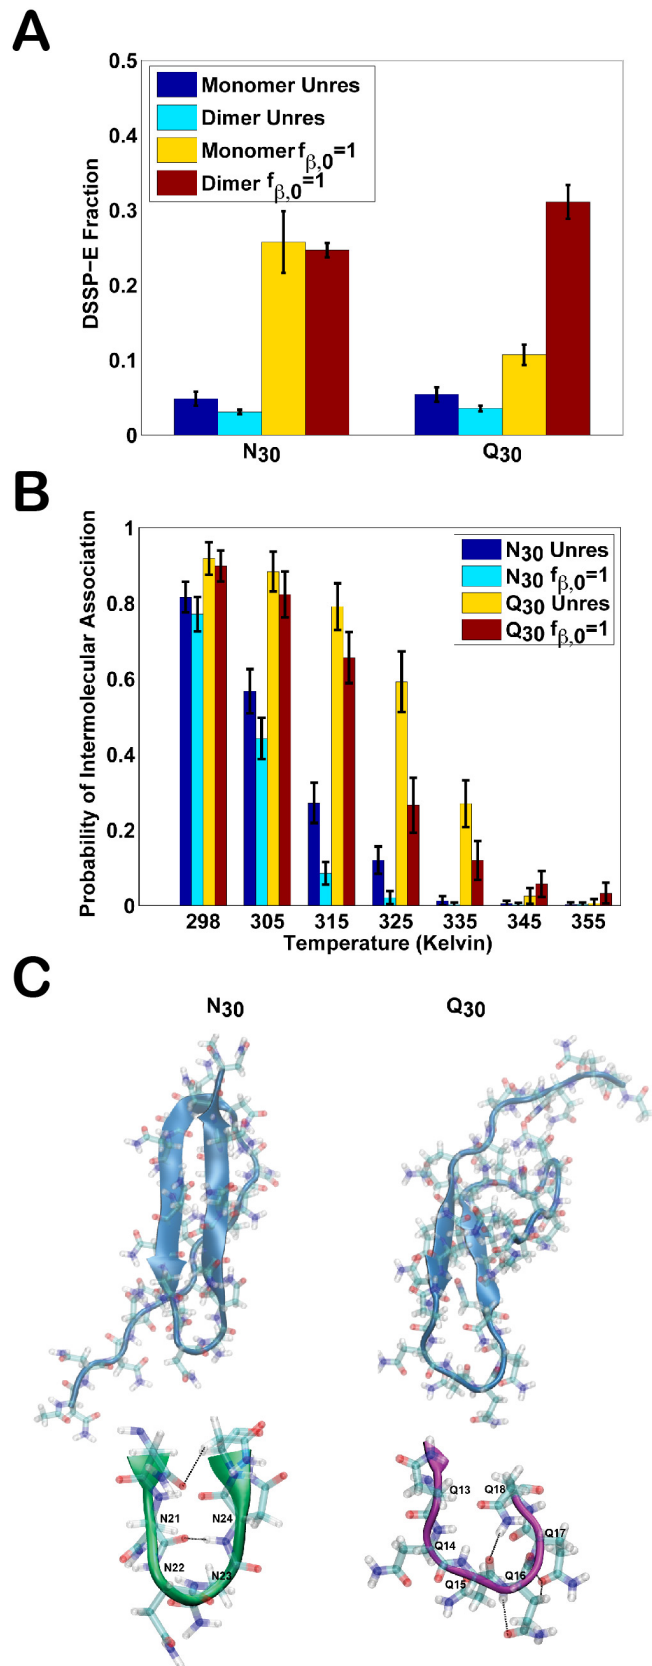 A
0.5
0.4
0.3
0.2
0.1
0
DSSP−E Fraction
Monomer Unres
Dimer Unres
Monomer fβ,0=1
Dimer fβ,0=1
N30
Q30
B
1
0.8
0.6
0.4
0.2
0
Probability of Intermolecular Association
N30 Unres
N30 fβ,0=1
Q30 Unres
Q30 fβ,0=1
298 305 315 325 335 345 355
Temperature (Kelvin)
C
N30
Q30
N21
N24
N22
N23
Q13
Q18
Q14
Q17
Q15
Q16